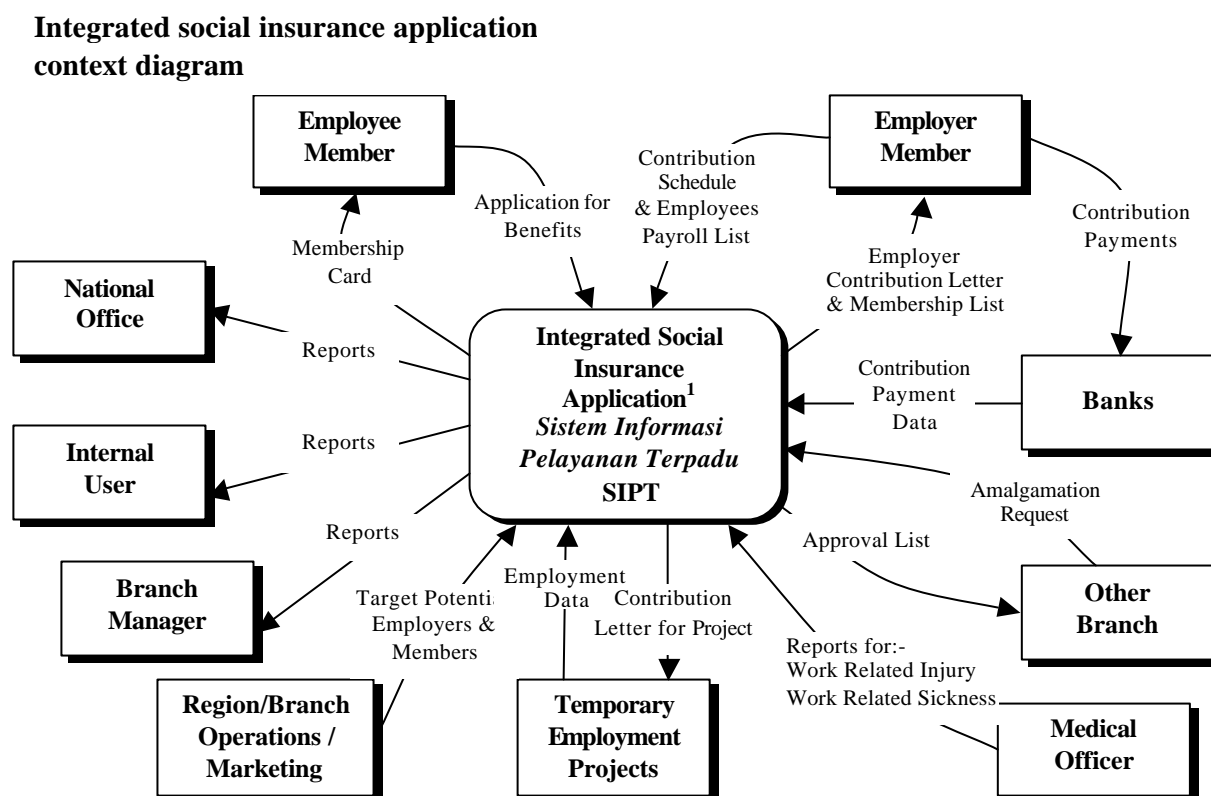 Integrated social insurance application
context diagram
Employee
Member
Employer
Member
Contribution
Schedule
& Employees
Payroll List
Application for
Benefits
Contribution
Payments
Membership
Card
Employer
Contribution Letter
& Membership List
National
Office
Reports
Integrated Social
Insurance
Application1
Sistem Informasi
Pelayanan Terpadu
SIPT
Contribution
Payment
Data
Banks
Internal
User
Reports
Amalgamation
Request
Reports
Approval List
Branch
Manager
Target Potenti
Employers &
Members
Employment
Data
Contribution
Letter for Project
Other
Branch
Reports for:-
Work Related Injury
Work Related Sickness
Region/Branch
Operations /
Marketing
Temporary
Employment
Projects
Medical
Officer